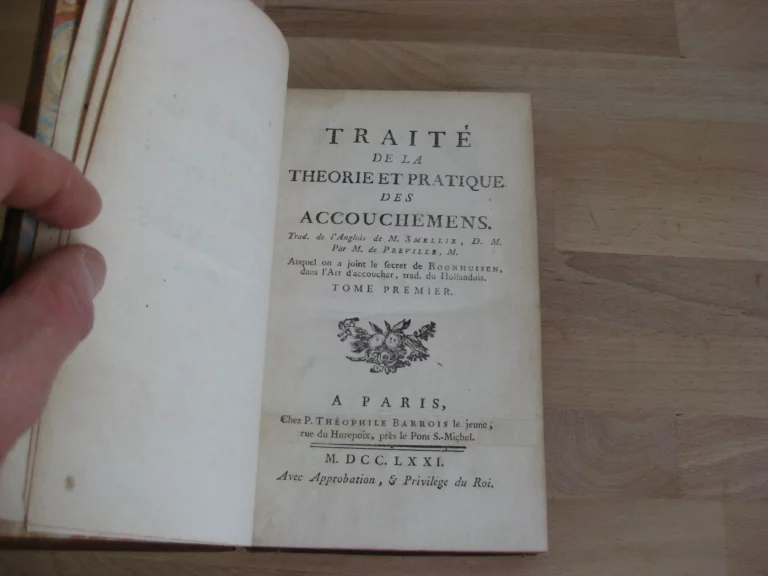 TRAITÉ
DE LA
THEORIE ET PRATIQUE
DES
ACCOUCHEMENS.
Trad. de l'Anglois de M. SMELLIE, D. M.
Par M. de PREVILLE, M.
Auquel on a joint le secret de ROONHUISEN,
dans l'Art d'accoucher, trad. du Hollandois.
TOME PREMIER.
A PARIS,
Chez P. THÉOPHILE BARROIS le jeune,
rue du Hurepoix, près le Pont S.-Michel.
M. DCC. LXXI.
Avec Approbation, & Privilége du Roi.